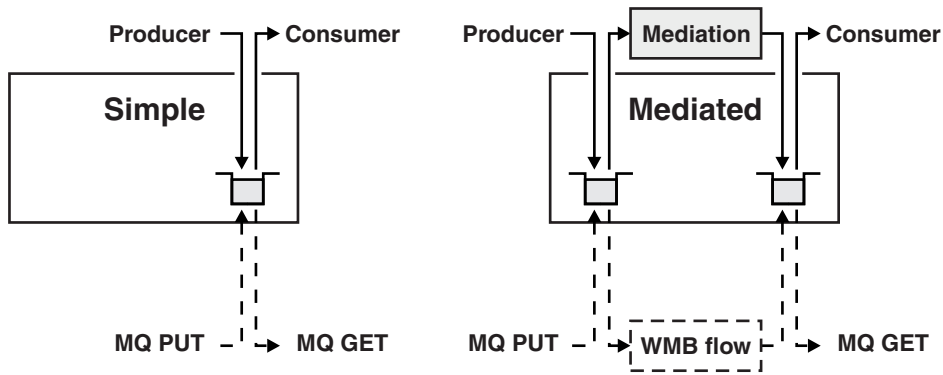 Producer
Consumer
Simple
MQ PUT
MQ GET
Producer
Mediation
Consumer
Mediated
MQ PUT
WMB flow
MQ GET